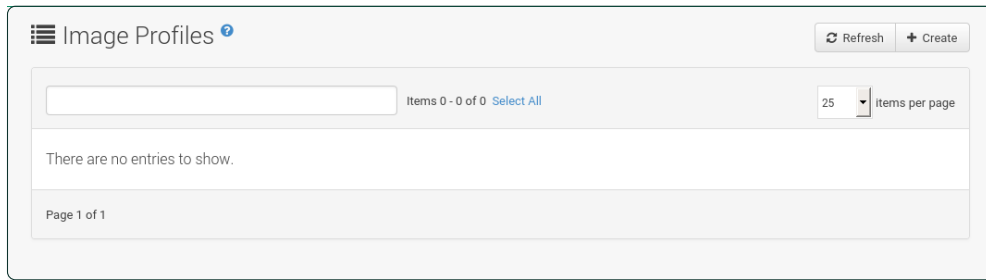 Image Profiles ?
Refresh + Create
Items 0 - 0 of 0 Select All
25 items per page
There are no entries to show.
Page 1 of 1